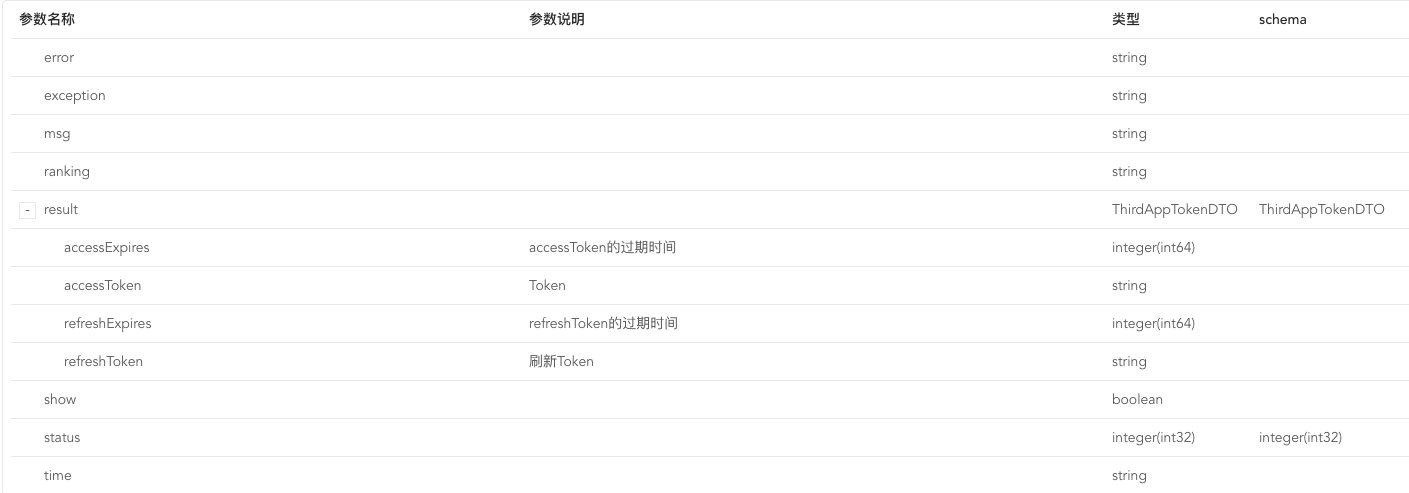 参数名称 参数说明 类型 schema
error string
exception string
msg string
ranking string
- result ThirdAppTokenDTO ThirdAppTokenDTO
accessExpires accessToken的过期时间 integer(int64)
accessToken Token string
refreshExpires refreshToken的过期时间 integer(int64)
refreshToken 刷新Token string
show boolean
status integer(int32) integer(int32)
time string